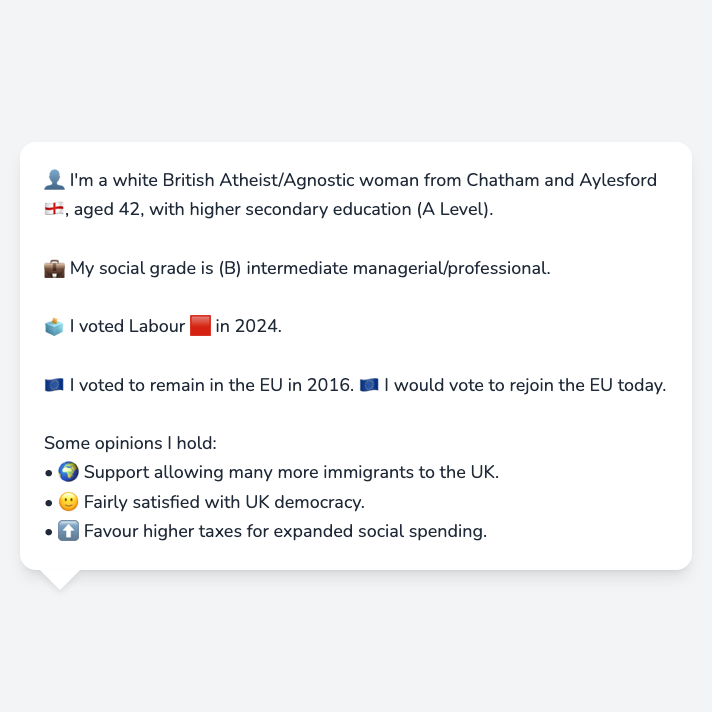 👤 I'm a white British Atheist/Agnostic woman from Chatham and Aylesford
🏴󠁧󠁢󠁥󠁮󠁧󠁿, aged 42, with higher secondary education (A Level).
💼 My social grade is (B) intermediate managerial/professional.
🗳️ I voted Labour 🟥 in 2024.
🇪🇺 I voted to remain in the EU in 2016. 🇪🇺 I would vote to rejoin the EU today.
Some opinions I hold:
• 🌍 Support allowing many more immigrants to the UK.
• 🙂 Fairly satisfied with UK democracy.
• ⬆️ Favour higher taxes for expanded social spending.